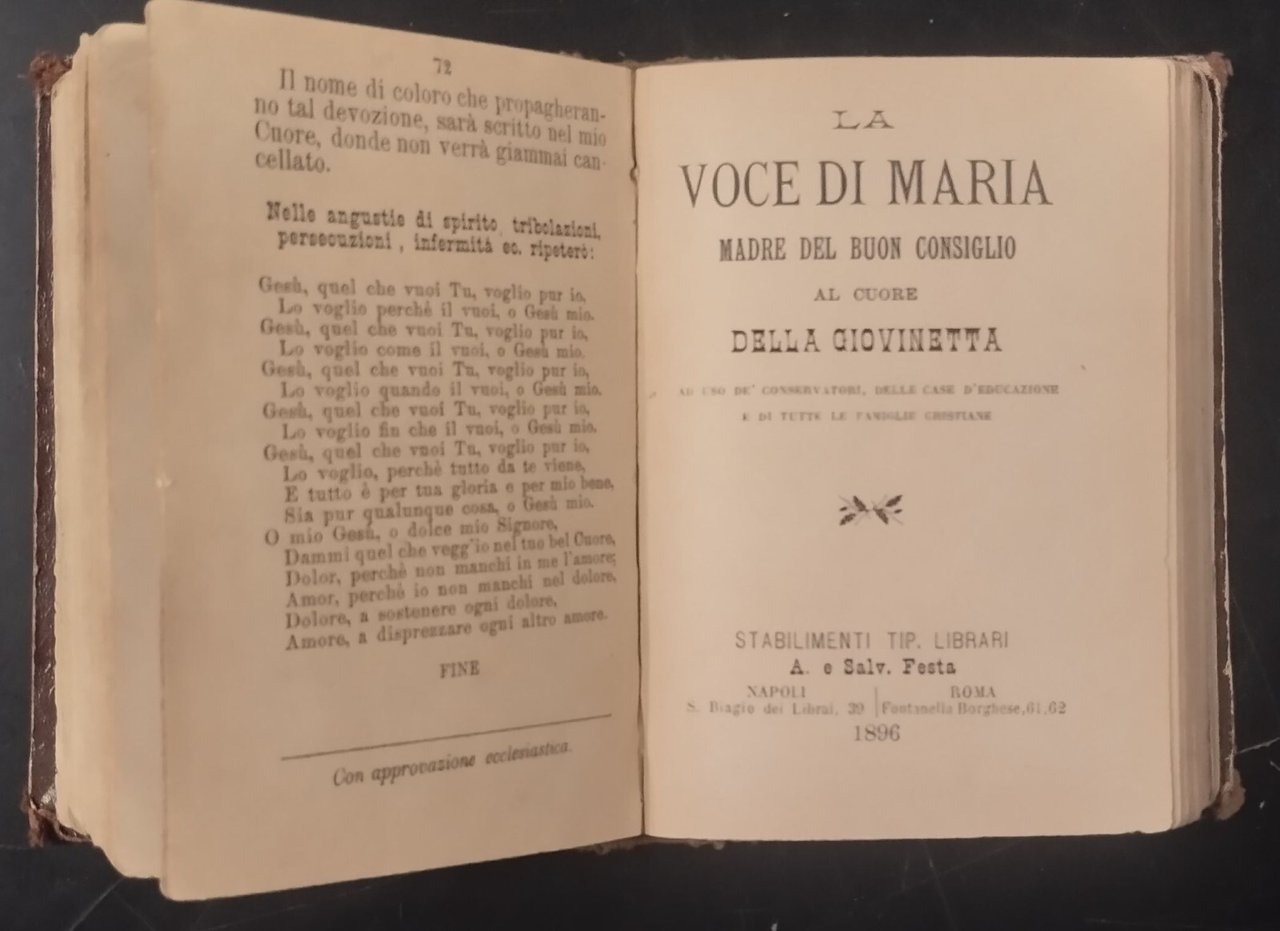 72
Il nome di coloro che propagheran-
no tal devozione, sarà scritto nel mio
Cuore, donde non verrà giammai can-
cellato.
Nelle angustie di spirito, tribolazioni,
persecuzioni, infermità ec. ripeterò:
Gesù, quel che vuoi Tu, voglio pur io,
Lo voglio perchè il vuoi, o Gesù mio.
Gesù, quel che vuoi Tu, voglio pur io,
Lo voglio come il vuoi, o Gesù mio.
Gesù, quel che vuoi Tu, voglio pur io,
Lo voglio quando il vuoi, o Gesù mio.
Gesù, quel che vuoi Tu, voglio pur io,
Lo voglio fin che il vuoi, o Gesù mio.
Gesù, quel che vuoi Tu, voglio pur io,
Lo voglio, perchè tutto da te viene,
E tutto è per tua gloria e per mio bene,
Sia pur qualunque cosa, o Gesù mio.
O mio Gesù, o dolce mio Signore,
Dammi quel che vegg'io nel tuo bel Cuore,
Dolor, perchè non manchi in me l'amore;
Amor, perchè io non manchi nel dolore,
Dolore, a sostenere ogni dolore,
Amore, a disprezzare ogni altro amore.
FINE
Con approvazione ecclesiastica.
LA
VOCE DI MARIA
MADRE DEL BUON CONSIGLIO
AL CUORE
DELLA GIOVINETTA
AD USO DE' CONSERVATORI, DELLE CASE D'EDUCAZIONE
E DI TUTTE LE FAMIGLIE CRISTIANE
STABILIMENTI TIP. LIBRARI
A. e Salv. Festa
NAPOLI
S. Biagio dei Librai, 39
ROMA
Fontanella Borghese, 61, 62
1896